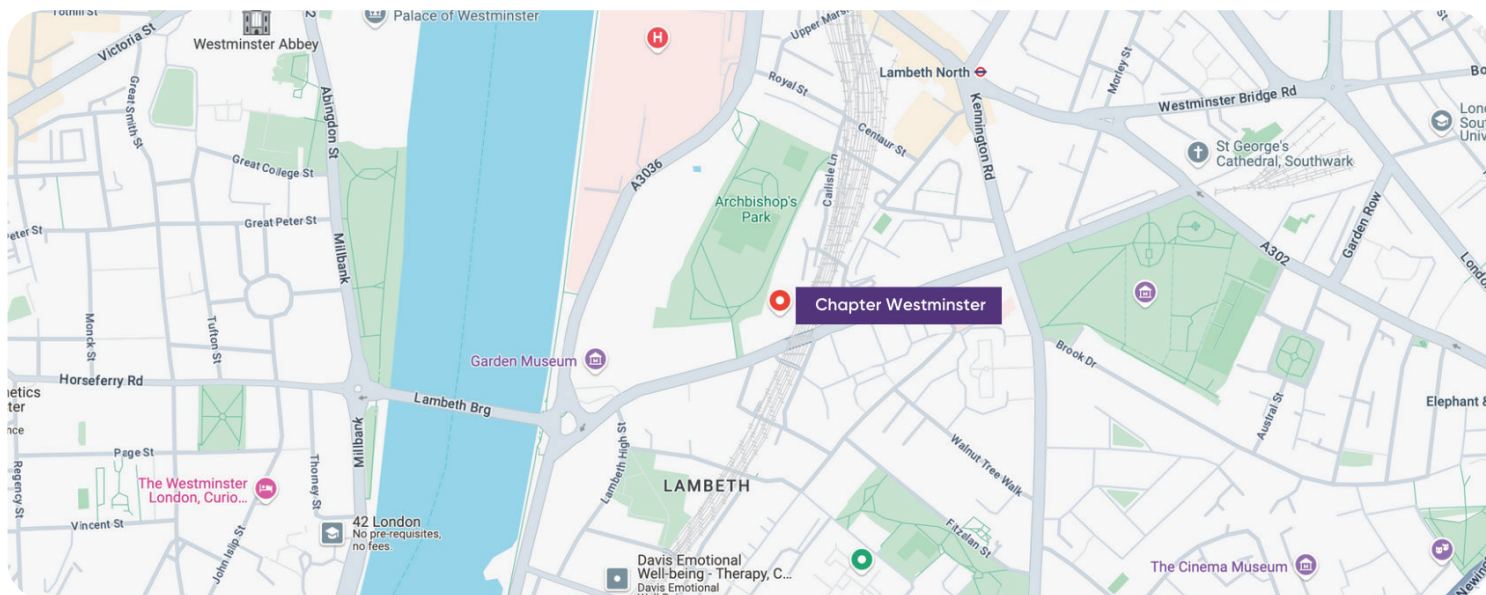 Tothill St
Victoria St
Westminster Abbey
Palace of Westminster
H
Upper Marsh
Lambeth North
Morley St
Westminster Bridge Rd
Royal St
Kennington Rd
Great Smith St
Abingdon St
Centaur St
St George's
Cathedral, Southwark
Great College St
A3036
Carlisle Ln
Archbishop's
Park
Great Peter St
Peter St
Millbank
Garden Row
A302
London
Chapter Westminster
Monck St
Tufton St
Garden Museum
Brook Dr
Horseferry Rd
Lambeth Brg
Elephant &
Austral St
netics
ter
nce
Page St
Millbank
Lambeth High St
Walnut Tree Walk
Regency St
The Westminster
London, Curio...
Thorney St
LAMBETH
Vincent St
42 London
No pre-requisites,
no fees.
John Islip St
Fitzalan St
Davis Emotional
Well-being - Therapy, C...
Davis Emotional
The Cinema Museum
Newing